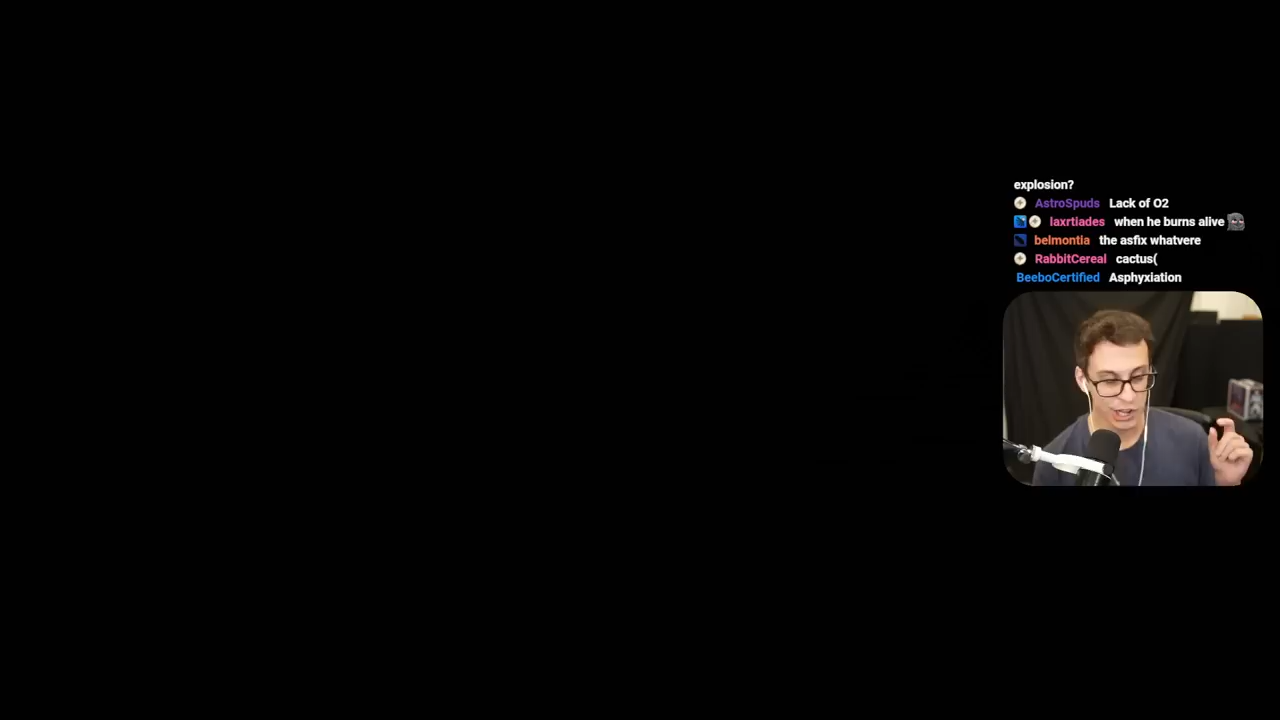 explosion?
AstroSpuds Lack of O2
laxrtiades when he burns alive
belmontia the asfix whatvere
RabbitCereal cactus(
BeeboCertified Asphyxiation